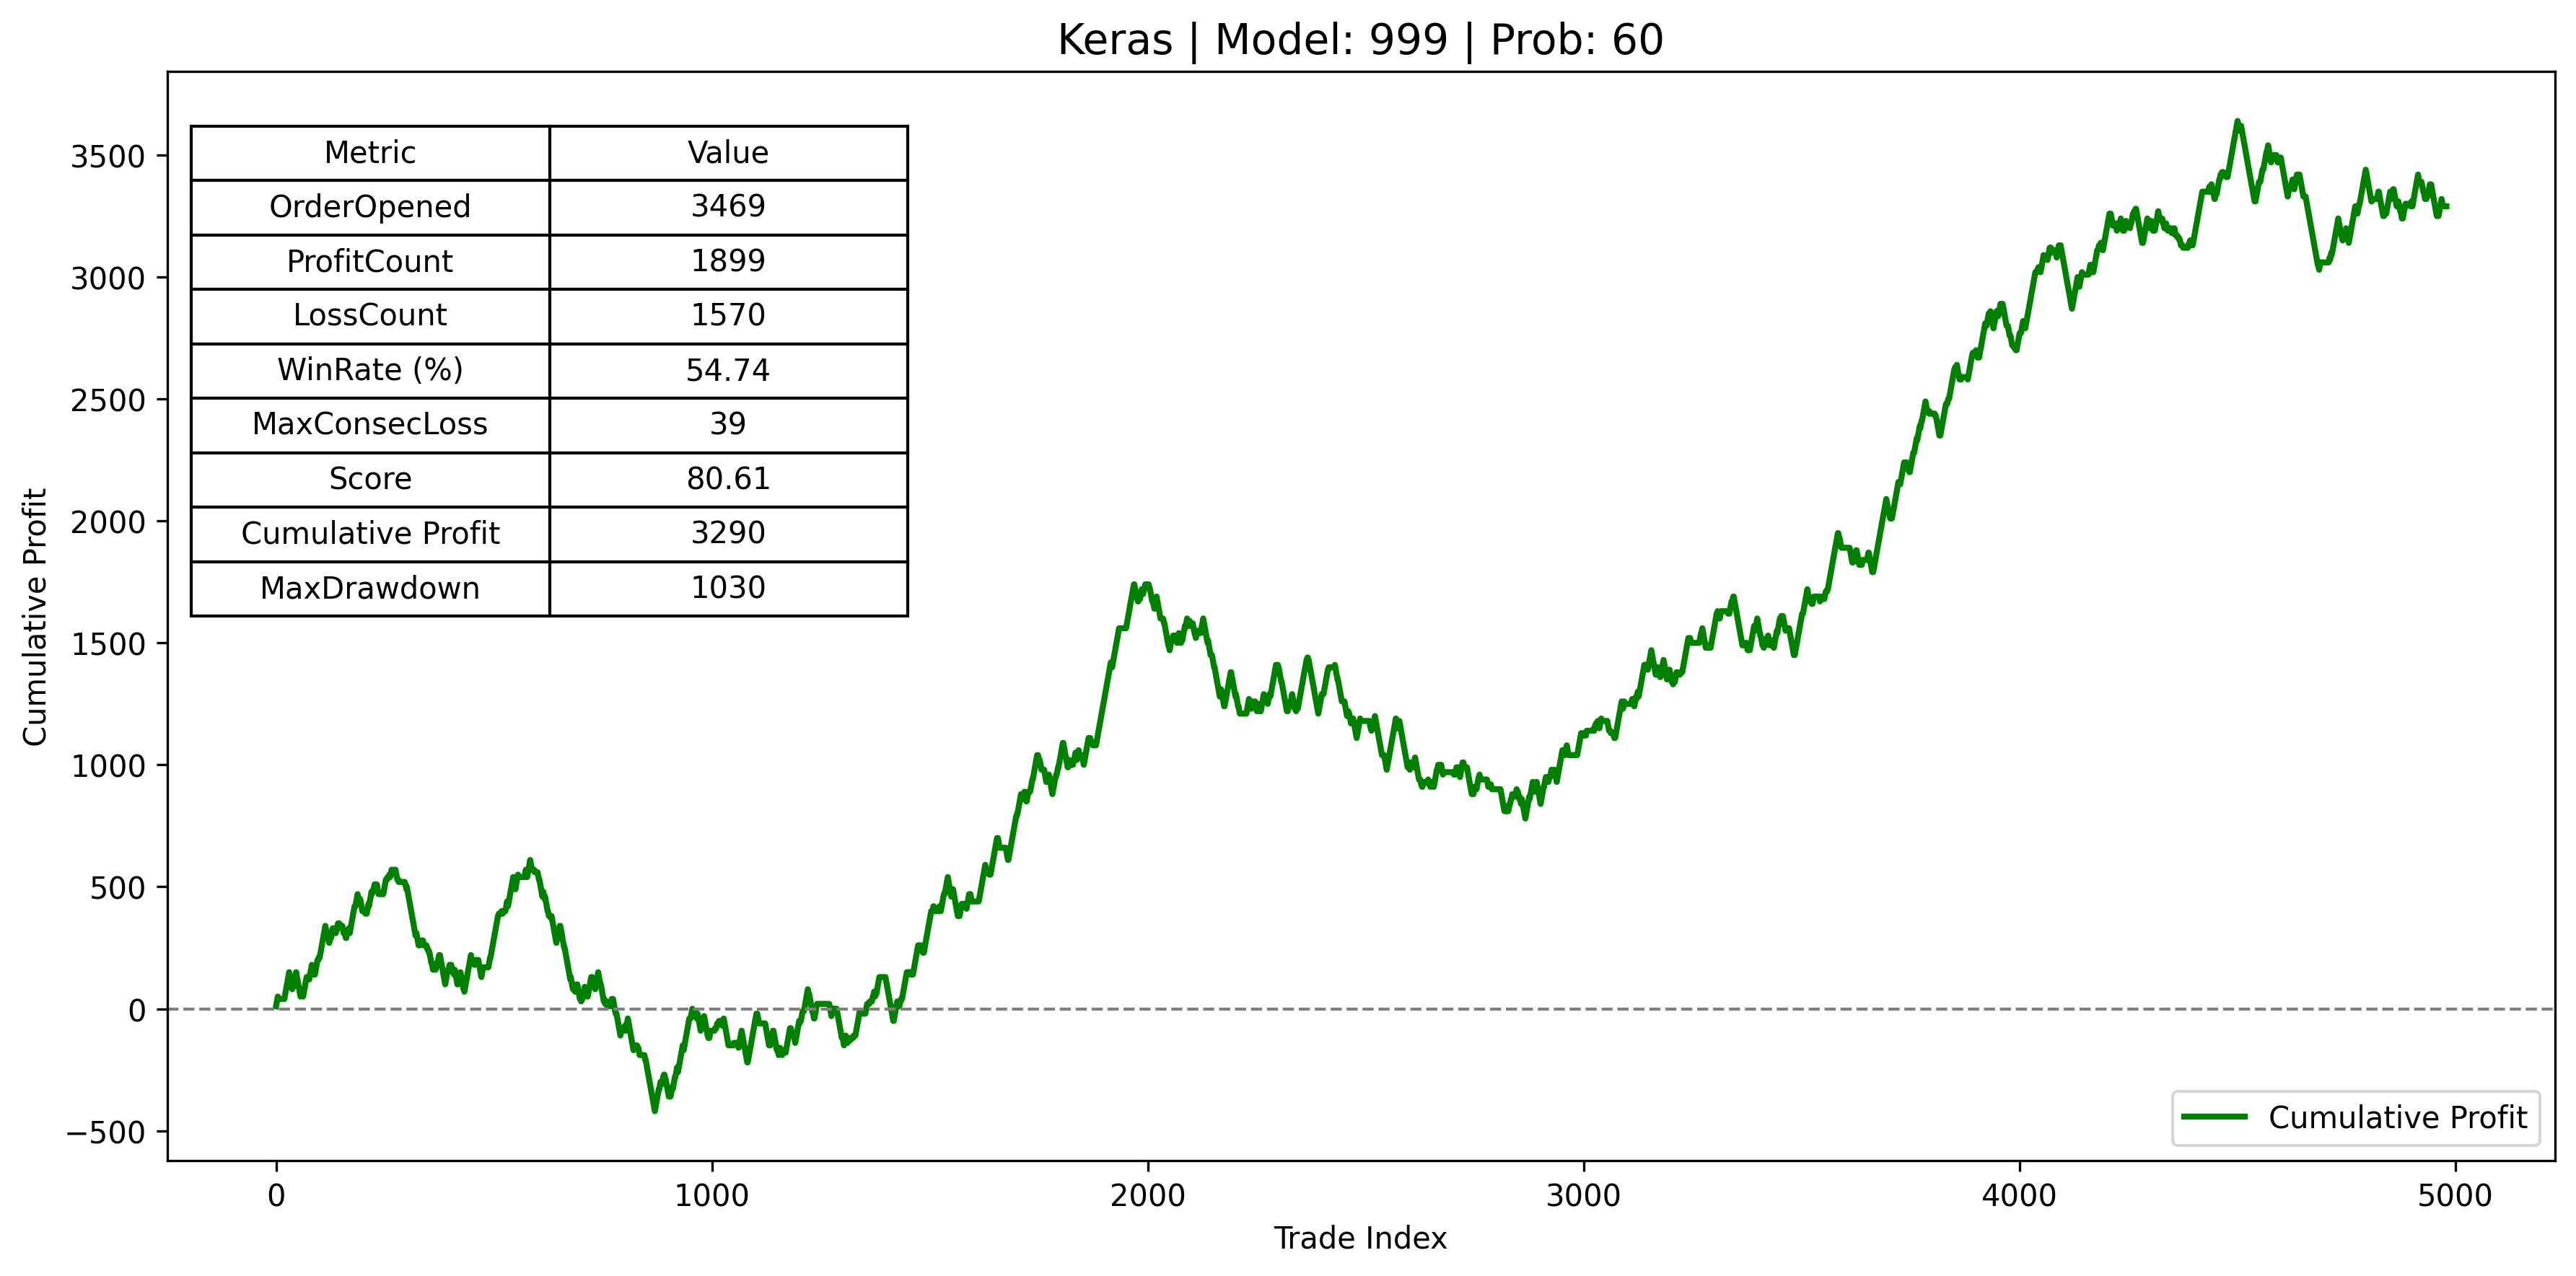 Keras | Model: 999 | Prob: 60
Metric Value
OrderOpened 3469
ProfitCount 1899
LossCount 1570
WinRate (%) 54.74
MaxConsecLoss 39
Score 80.61
Cumulative Profit 3290
MaxDrawdown 1030
Cumulative Profit
3500
3000
2500
2000
1500
1000
500
0
−500
Cumulative Profit
0 1000 2000 3000 4000 5000
Trade Index